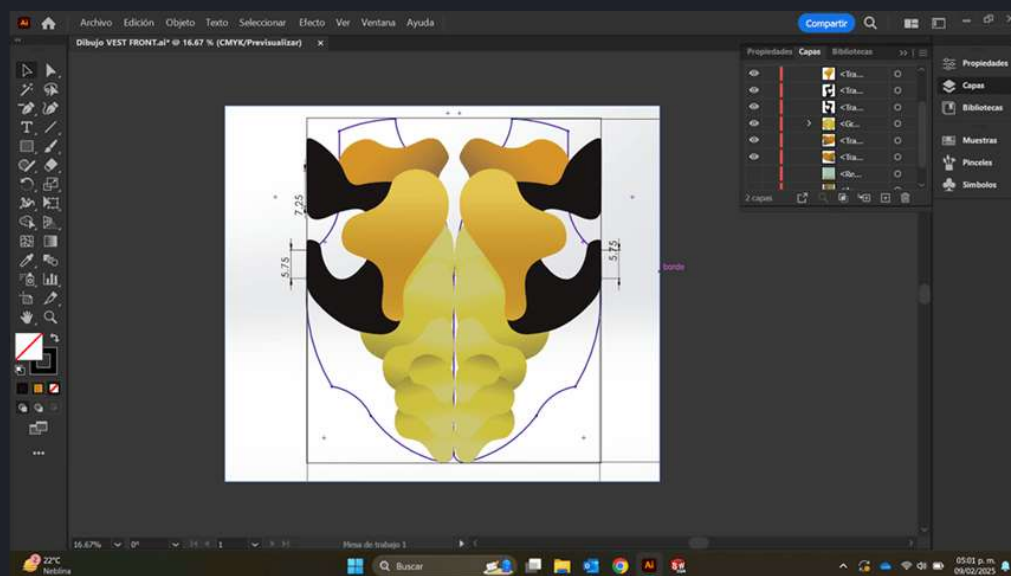 Ai
Archivo Edición Objeto Texto Seleccionar Efecto Ver Ventana Ayuda
Compartir
Dibujo VEST FRONT.ai* @ 16.67 % (CMYK/Previsualizar) ×
Propiedades Capas Bibliotecas
<Tra...
<Tra...
<Tra...
<Gr...
<Tra...
<Tra...
<Re...
2 capas
Propiedades
Capas
Bibliotecas
Muestras
Pinceles
Símbolos
7.25
5.75
5.75
borde
16.67% 0° 1 Mesa de trabajo 1
22°C
Neblina
Buscar
Ai
SW
05:01 p. m.
09/02/2025